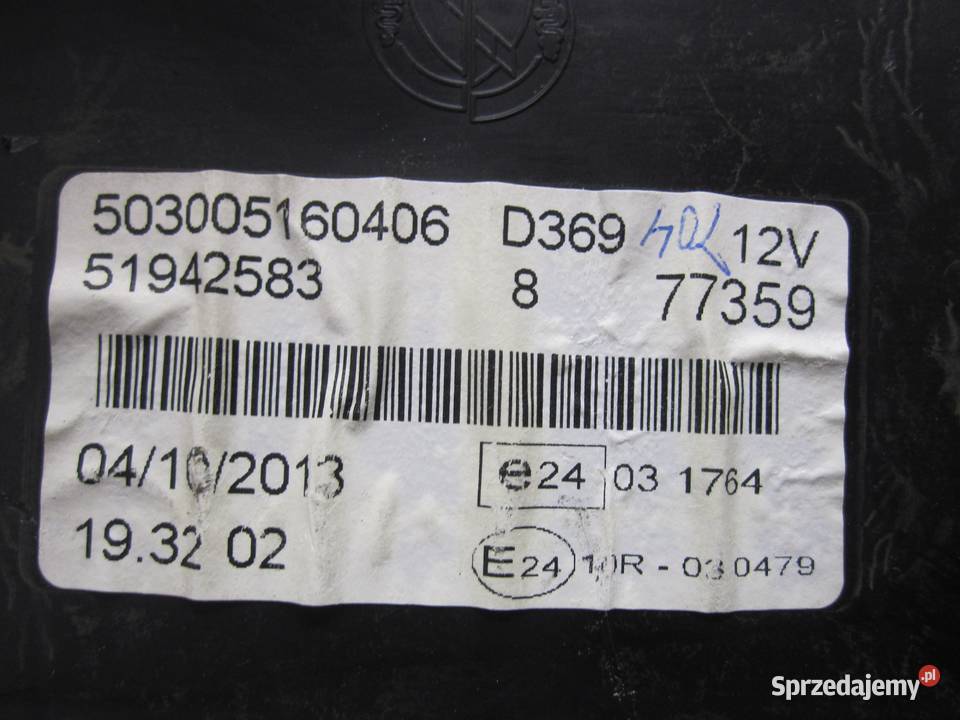 503005160406 D369 12V
51942583 8 77359
04/10/2013 e24 03 1764
19.32 02 E24 10R - 030479
Sprzedajemy.pl